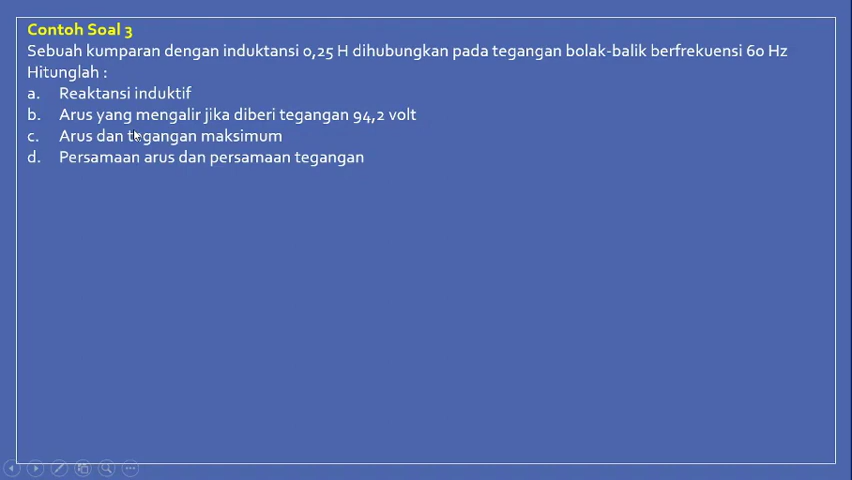 Contoh Soal 3
Sebuah kumparan dengan induktansi 0,25 H dihubungkan pada tegangan bolak-balik berfrekuensi 60 Hz
Hitunglah :
a. Reaktansi induktif
b. Arus yang mengalir jika diberi tegangan 94,2 volt
c. Arus dan tegangan maksimum
d. Persamaan arus dan persamaan tegangan